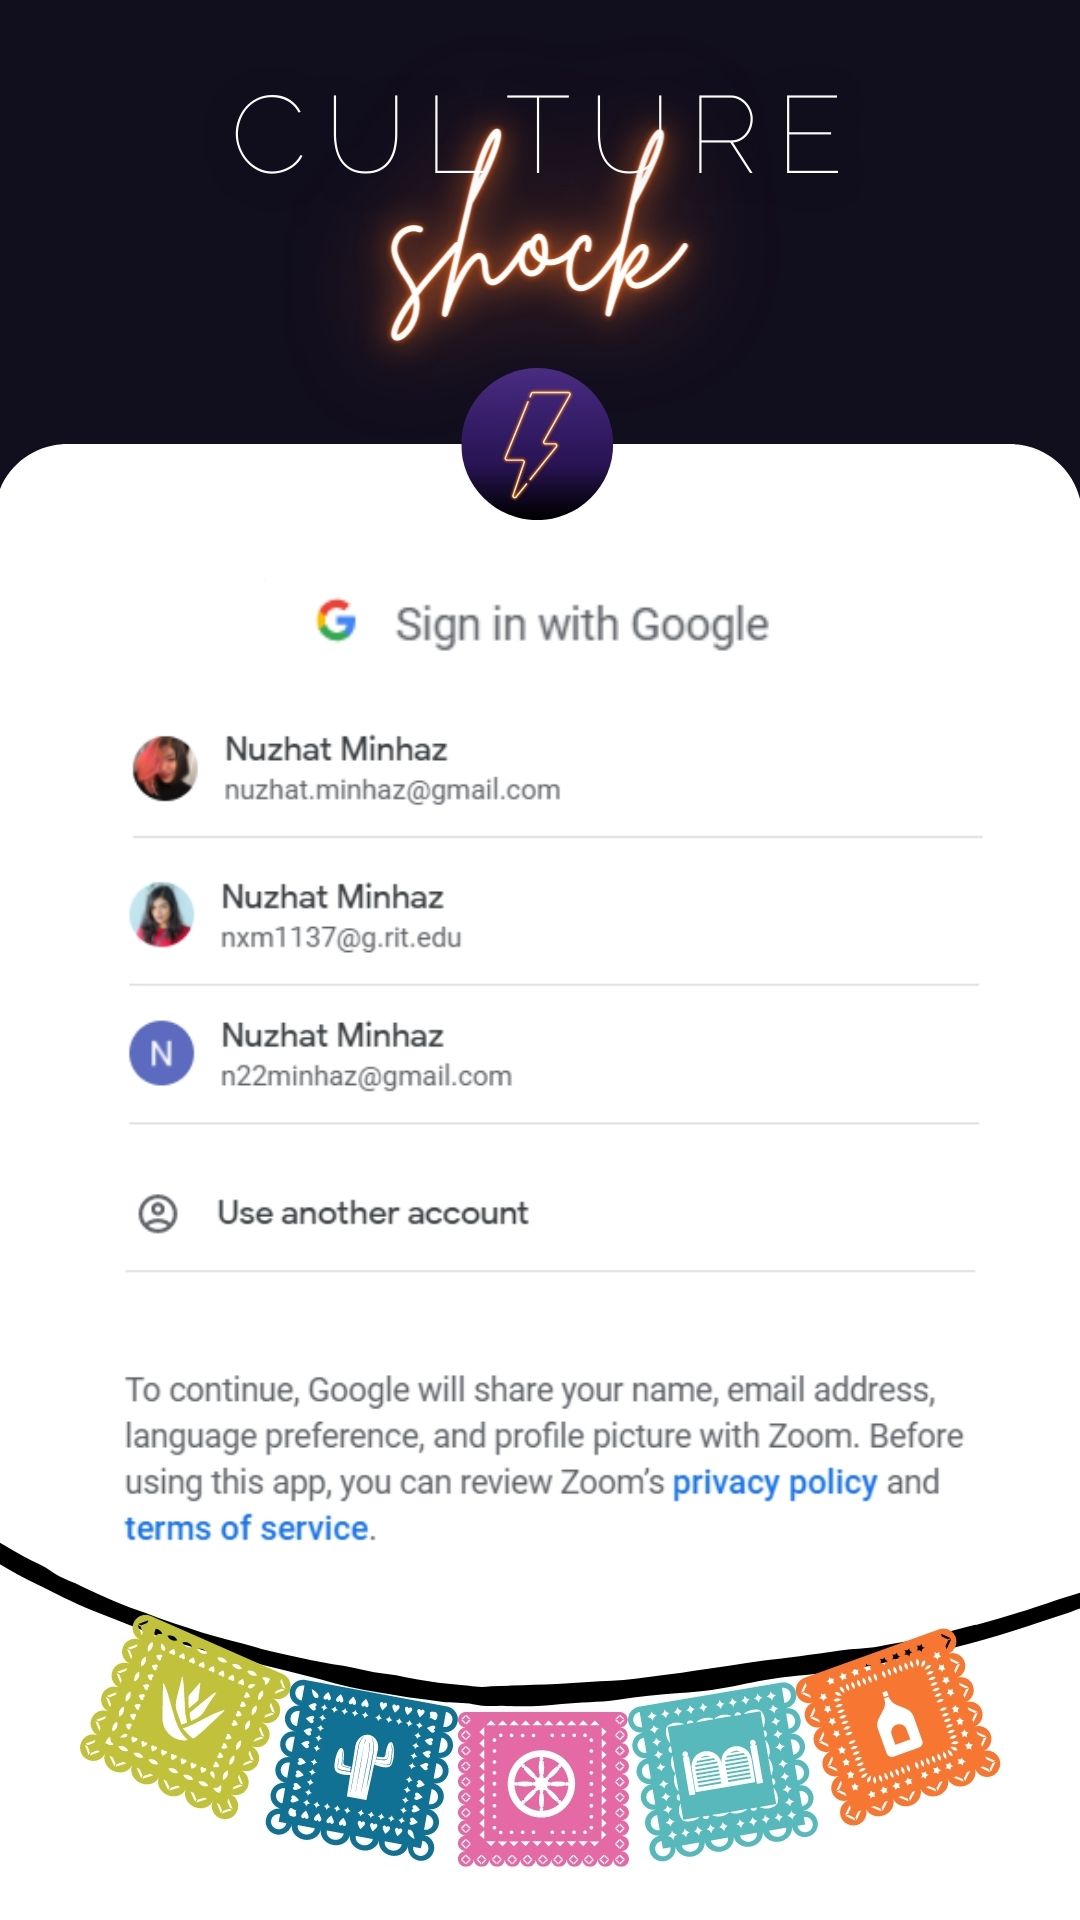 CULTURE
shock
Sign in with Google
Nuzhat Minhaz
nuzhat.minhaz@gmail.com
Nuzhat Minhaz
nxm1137@g.rit.edu
N
Nuzhat Minhaz
n22minhaz@gmail.com
Use another account
To continue, Google will share your name, email address,
language preference, and profile picture with Zoom. Before
using this app, you can review Zoom's privacy policy and
terms of service.